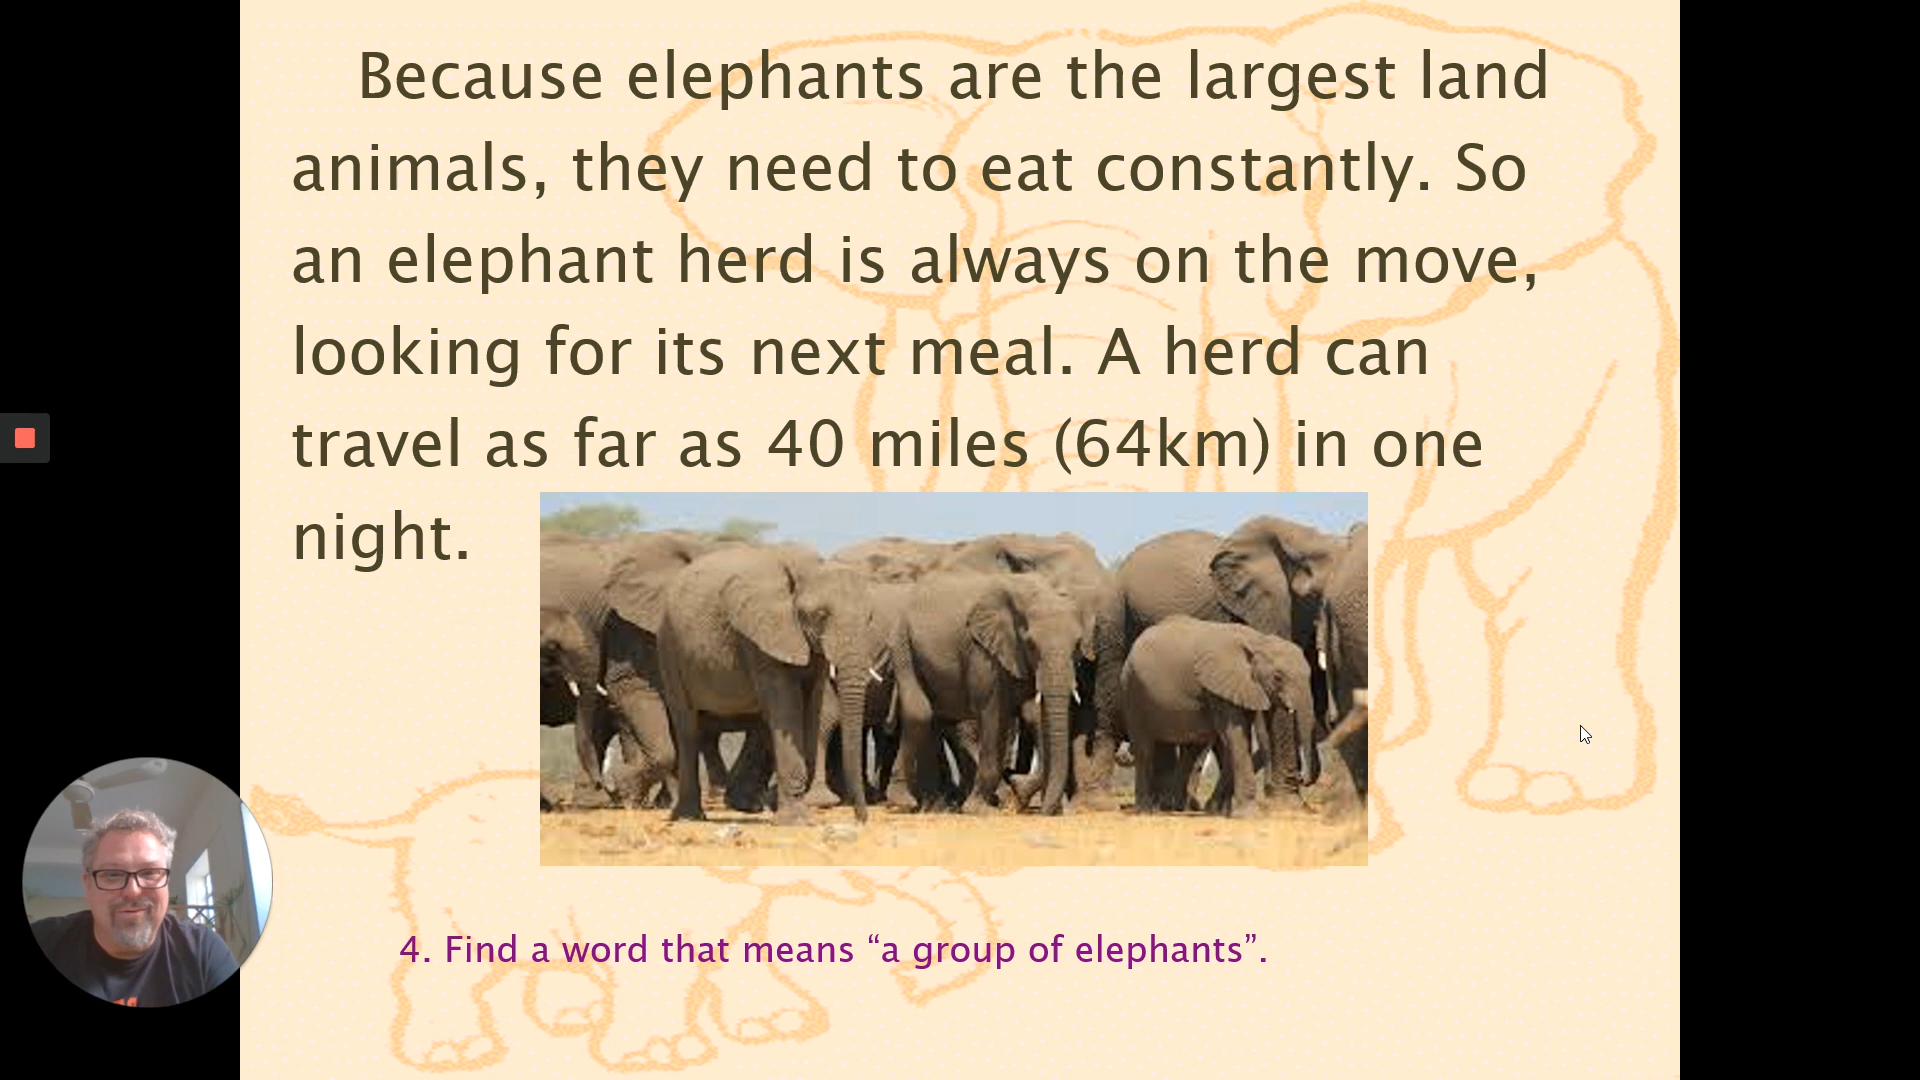 Because elephants are the largest land
animals, they need to eat constantly. So
an elephant herd is always on the move,
looking for its next meal. A herd can
travel as far as 40 miles (64km) in one
night.
4. Find a word that means “a group of elephants”.